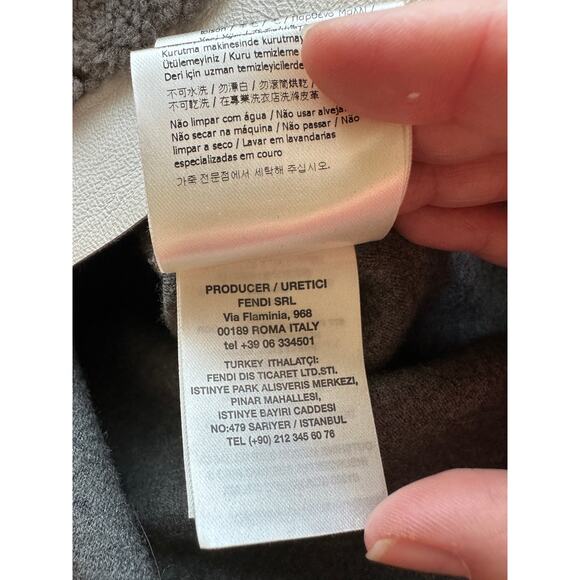 Kurutma makinesinde kurutmay
Ütülemeyiniz / Kuru temizleme
Deri için uzman temizleyicilerde
不可水洗 / 勿漂白 / 勿滚筒烘乾 /
不可乾洗 / 在專業洗衣店洗滌皮革
Não limpar com água / Não usar alvej.
Não secar na máquina / Não passar / Não
limpar a seco / Lavar em lavandarias
especializadas em couro
가죽 전문점에서 세탁해 주십시오.
PRODUCER / URETICI
FENDI SRL
Via Flaminia, 968
00189 ROMA ITALY
tel +39 06 334501
TURKEY ITHALATÇI:
FENDI DIS TICARET LTD.STI.
ISTINYE PARK ALISVERIS MERKEZI,
PINAR MAHALLESI,
ISTINYE BAYIRI CADDESI
NO:479 SARIYER / ISTANBUL
TEL (+90) 212 345 60 76